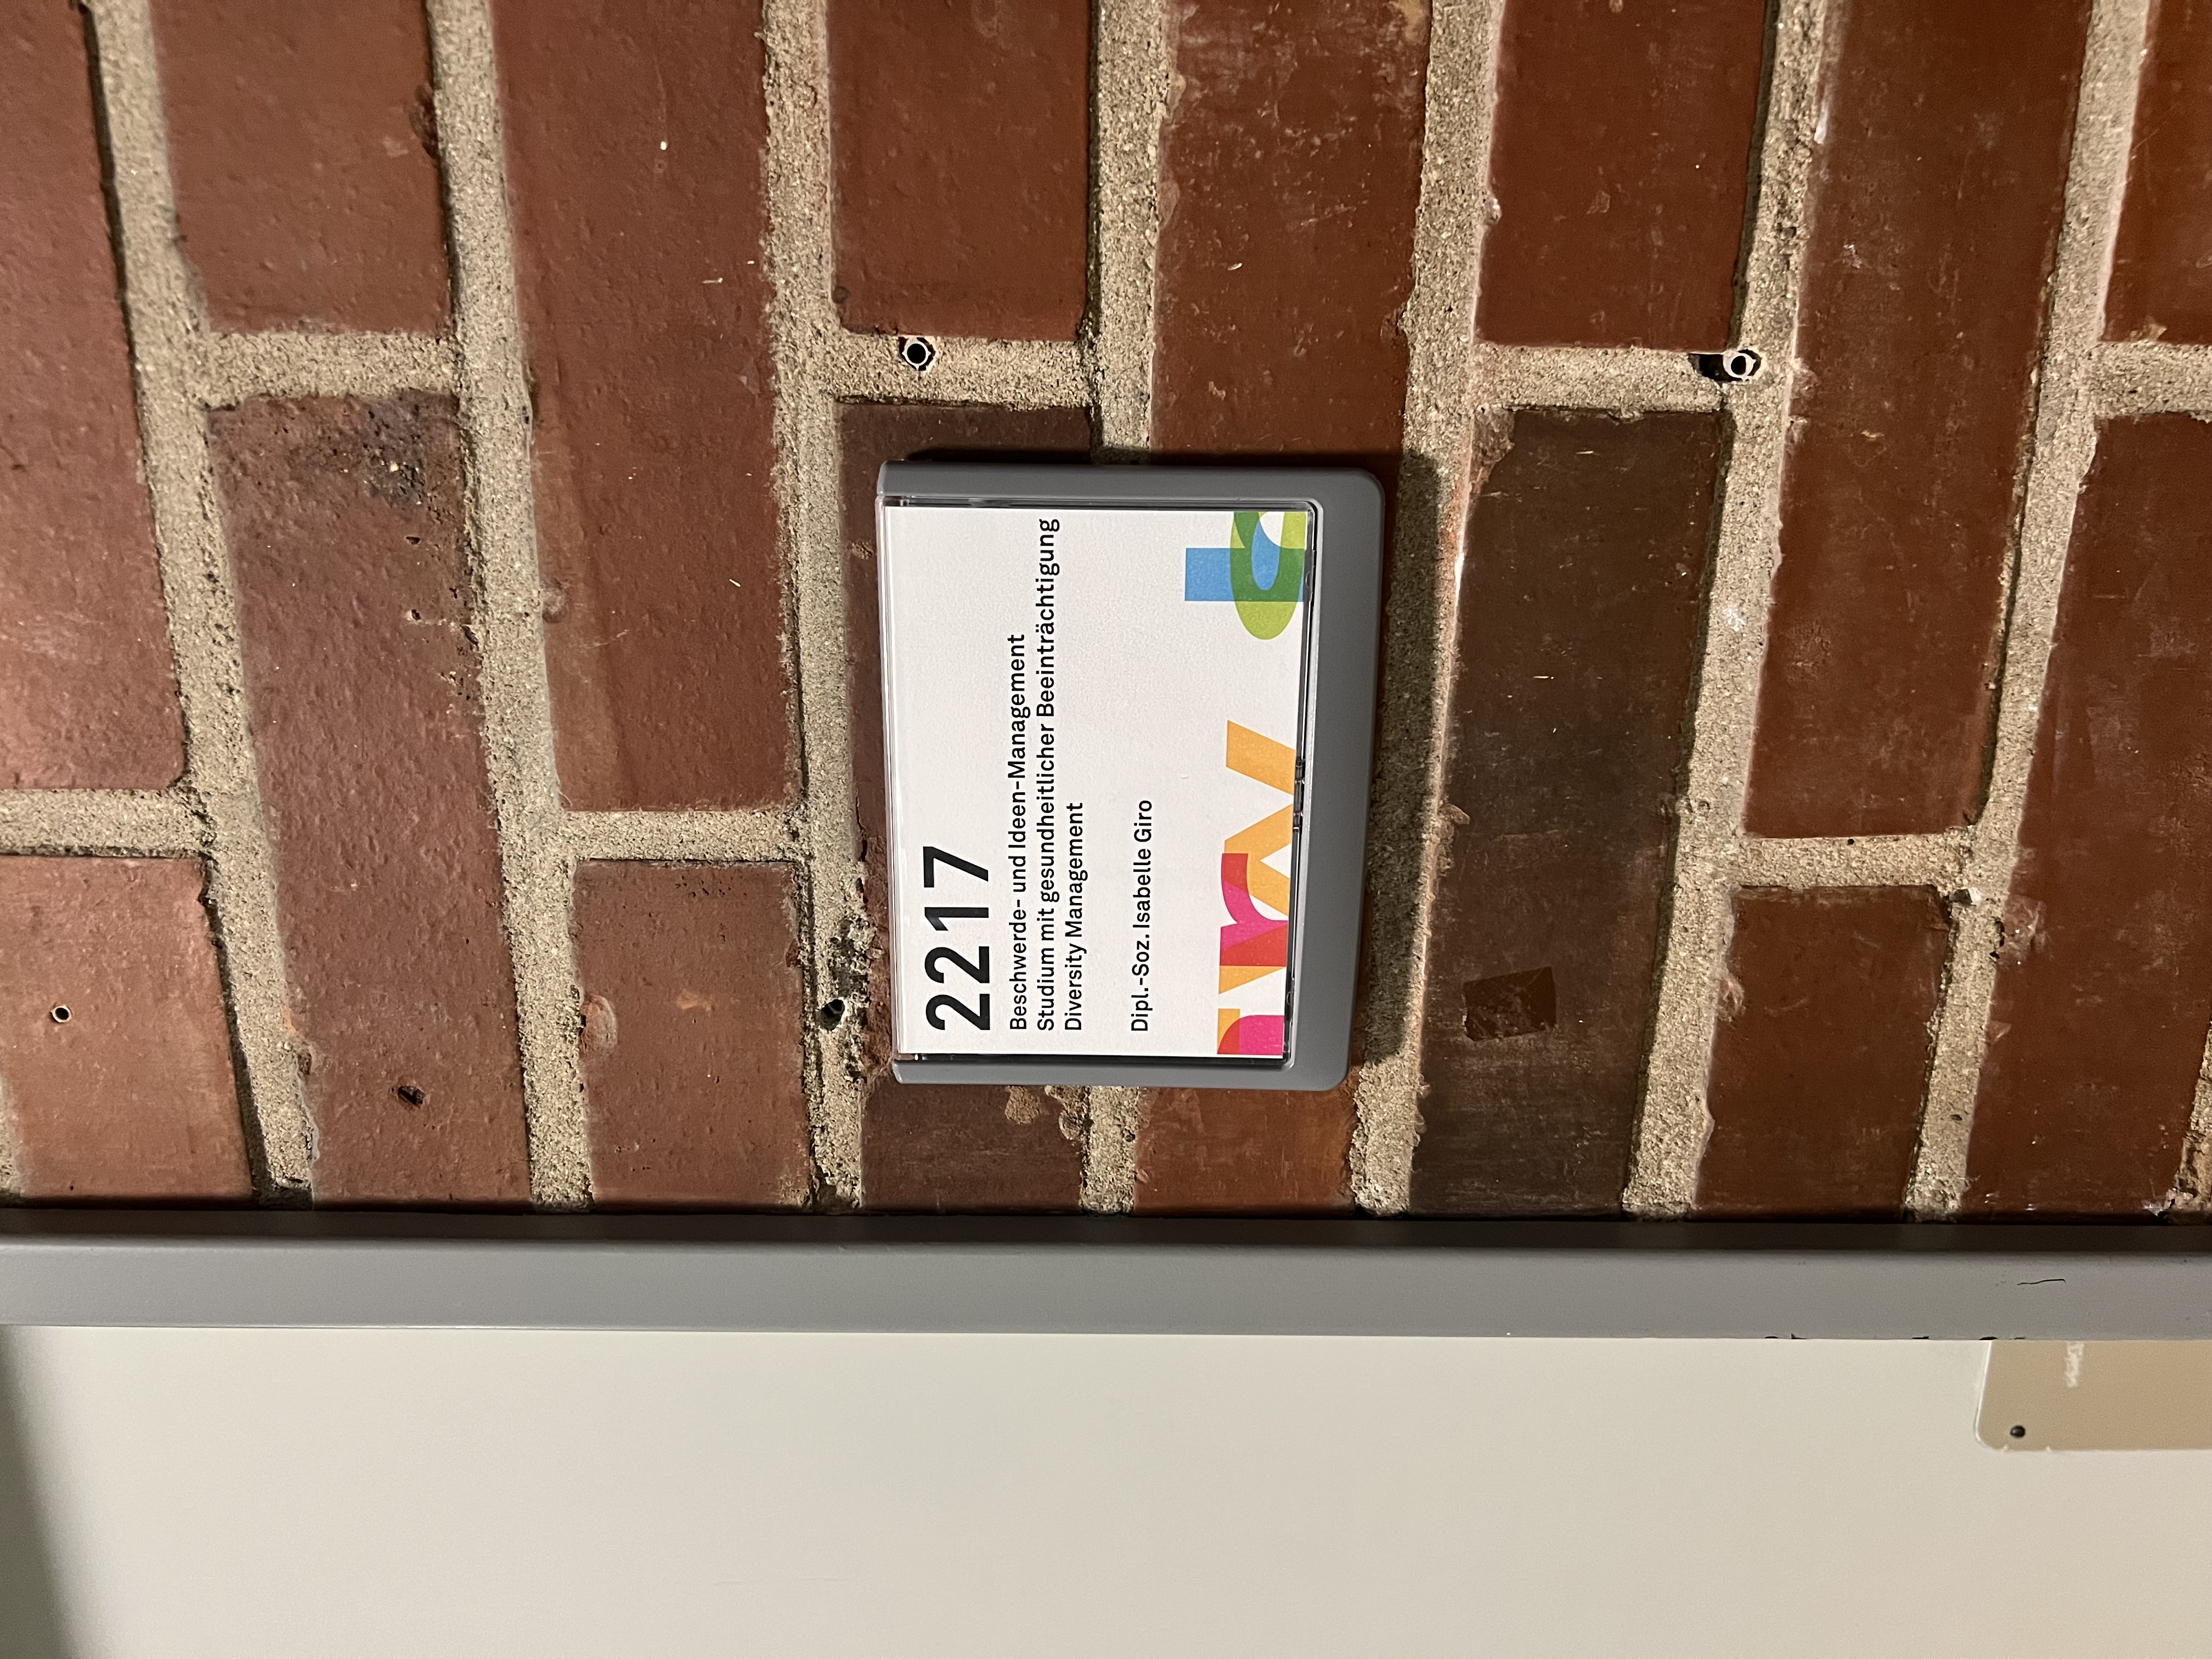 2217
Beschwerde- und Ideen-Management
Studium mit gesundheitlicher Beeinträchtigung
Diversity Management
Dipl.-Soz. Isabelle Giro